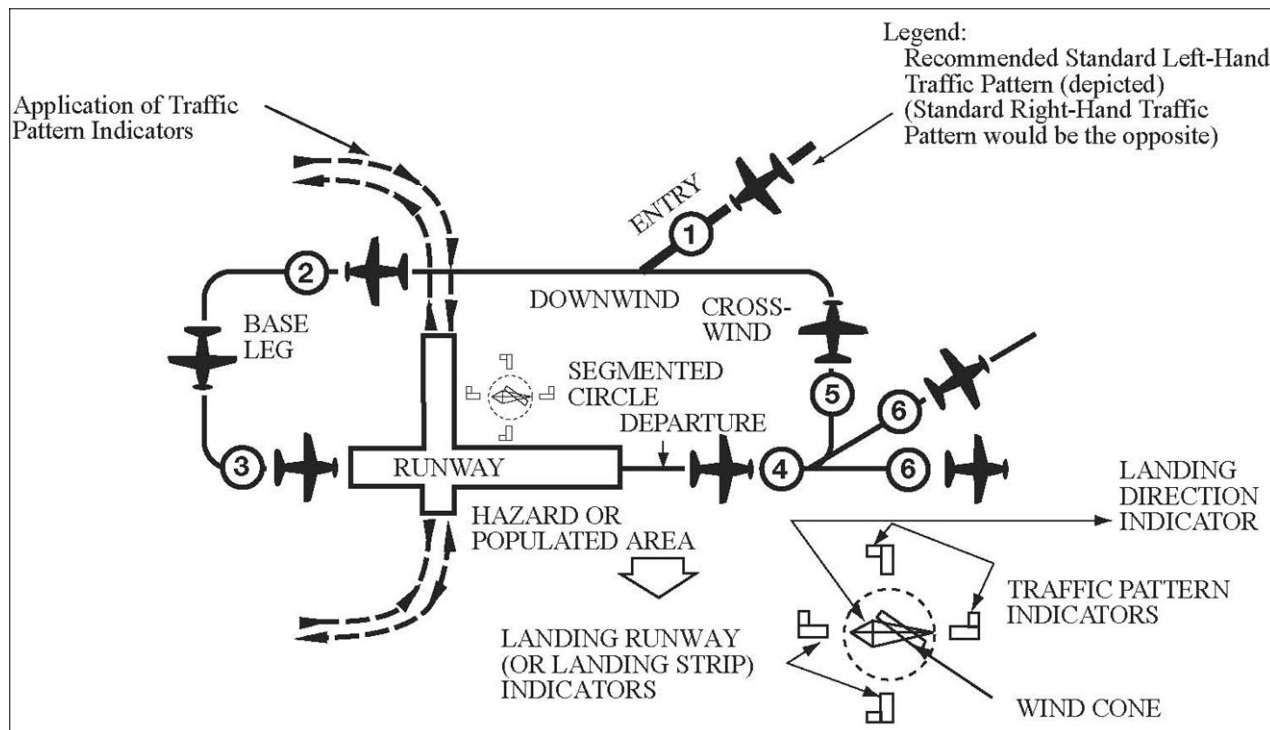 Legend:
Recommended Standard Left-Hand
Traffic Pattern (depicted)
(Standard Right-Hand Traffic
Pattern would be the opposite)
Application of Traffic
Pattern Indicators
ENTRY
1
2
DOWNWIND
CROSS-
WIND
BASE
LEG
SEGMENTED
CIRCLE
5
6
DEPARTURE
3
RUNWAY
4
6
LANDING
DIRECTION
INDICATOR
HAZARD OR
POPULATED AREA
TRAFFIC PATTERN
INDICATORS
LANDING RUNWAY
(OR LANDING STRIP)
INDICATORS
WIND CONE